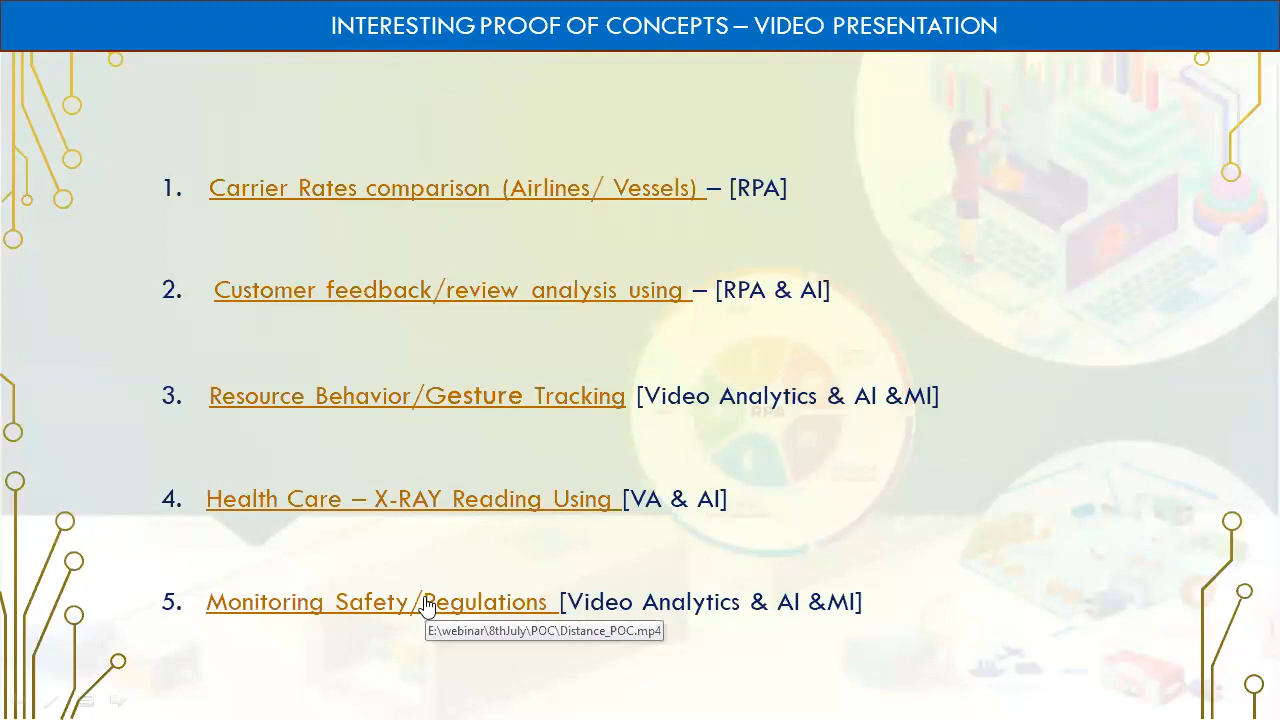 INTERESTING PROOF OF CONCEPTS – VIDEO PRESENTATION
1. Carrier Rates comparison (Airlines/ Vessels) – [RPA]
2. Customer feedback/review analysis using – [RPA & AI]
3. Resource Behavior/Gesture Tracking [Video Analytics & AI &MI]
RPA
4. Health Care – X-RAY Reading Using [VA & AI]
5. Monitoring Safety/Regulations [Video Analytics & AI &MI]
E:\webinar\8thJuly\POC\Distance_POC.mp4